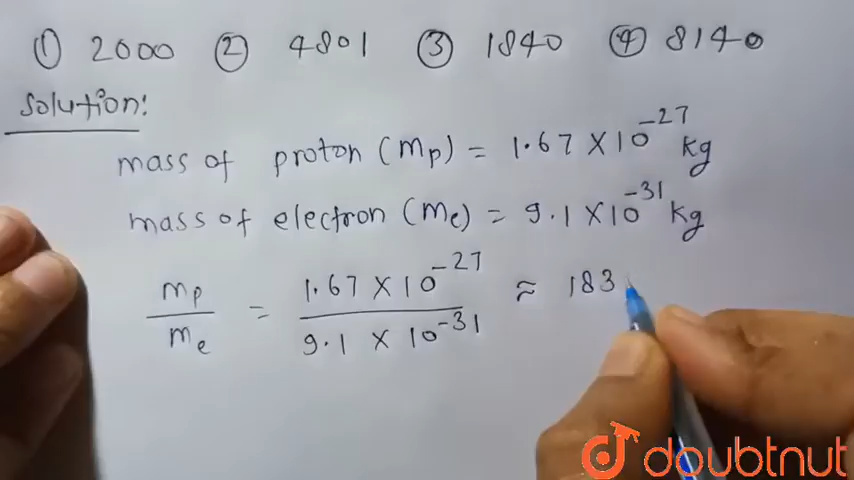 ① 2000 ② 4801 ③ 1840 ④ 8140
Solution:
mass of proton (mp) = 1.67 × 10⁻²⁷ kg
mass of electron (me) = 9.1 × 10⁻³¹ kg
mp / me = 1.67 × 10⁻²⁷ / 9.1 × 10⁻³¹ ≈ 183
doubtnut